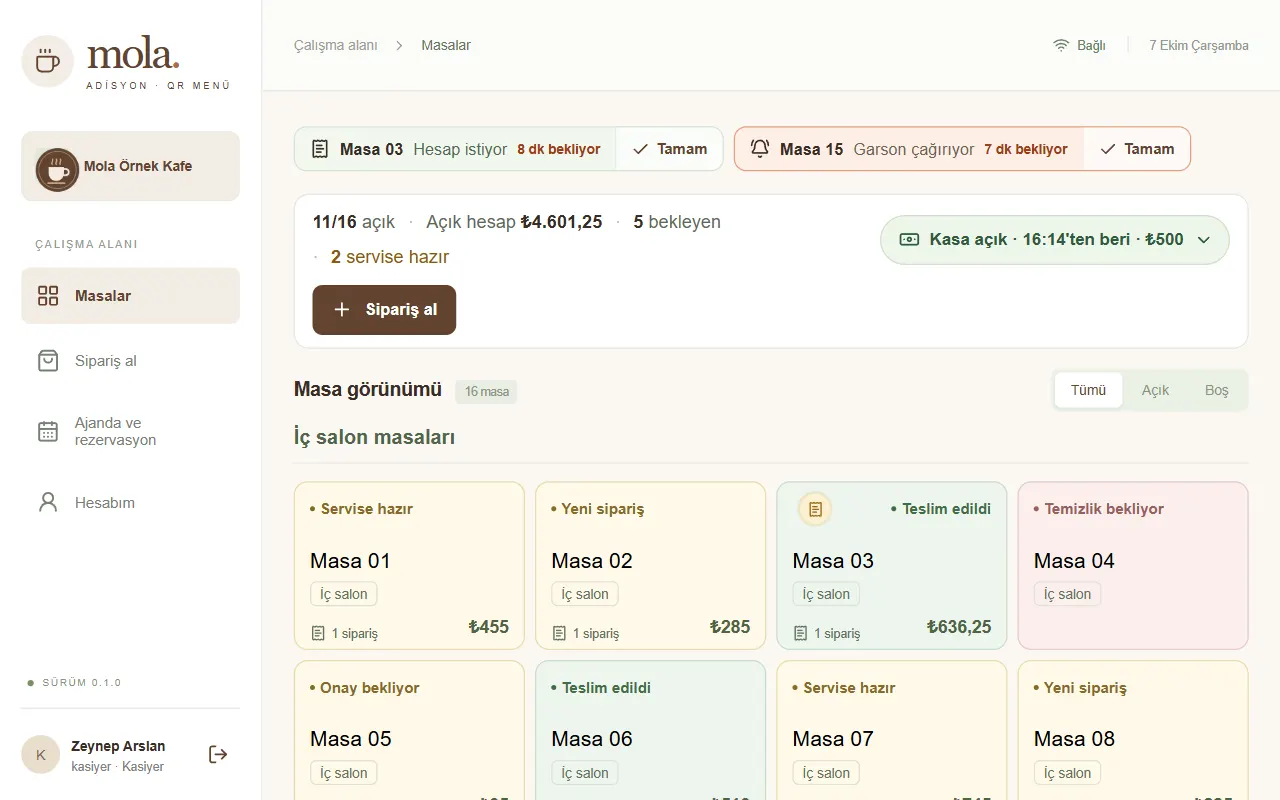 mola.
ADİSYON · QR MENÜ
Çalışma alanı > Masalar
Bağlı
7 Ekim Çarşamba
Mola Örnek Kafe
ÇALIŞMA ALANI
Masalar
Sipariş al
Ajanda ve
rezervasyon
Hesabım
SÜRÜM 0.1.0
K
Zeynep Arslan
kasiyer · Kasiyer
Masa 03 Hesap istiyor 8 dk bekliyor Tamam
Masa 15 Garson çağırıyor 7 dk bekliyor Tamam
11/16 açık · Açık hesap ₺4.601,25 · 5 bekleyen
· 2 servise hazır
Kasa açık · 16:14'ten beri · ₺500
+ Sipariş al
Masa görünümü 16 masa
Tümü Açık Boş
İç salon masaları
• Servise hazır
Masa 01
İç salon
1 sipariş ₺455
• Yeni sipariş
Masa 02
İç salon
1 sipariş ₺285
• Teslim edildi
Masa 03
İç salon
1 sipariş ₺636,25
• Temizlik bekliyor
Masa 04
İç salon
• Onay bekliyor
Masa 05
İç salon
• Teslim edildi
Masa 06
İç salon
• Servise hazır
Masa 07
İç salon
• Yeni sipariş
Masa 08
İç salon